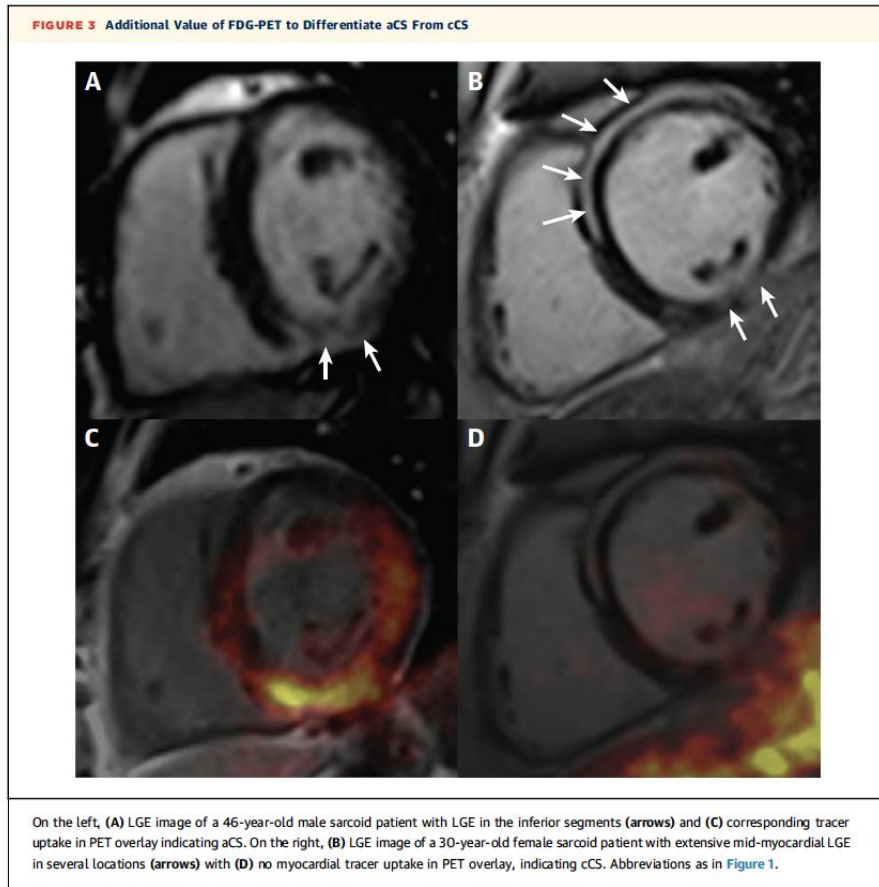 FIGURE 3 Additional Value of FDG-PET to Differentiate aCS From cCS
A
B
C
D
On the left, (A) LGE image of a 46-year-old male sarcoid patient with LGE in the inferior segments (arrows) and (C) corresponding tracer
uptake in PET overlay indicating aCS. On the right, (B) LGE image of a 30-year-old female sarcoid patient with extensive mid-myocardial LGE
in several locations (arrows) with (D) no myocardial tracer uptake in PET overlay, indicating cCS. Abbreviations as in Figure 1.